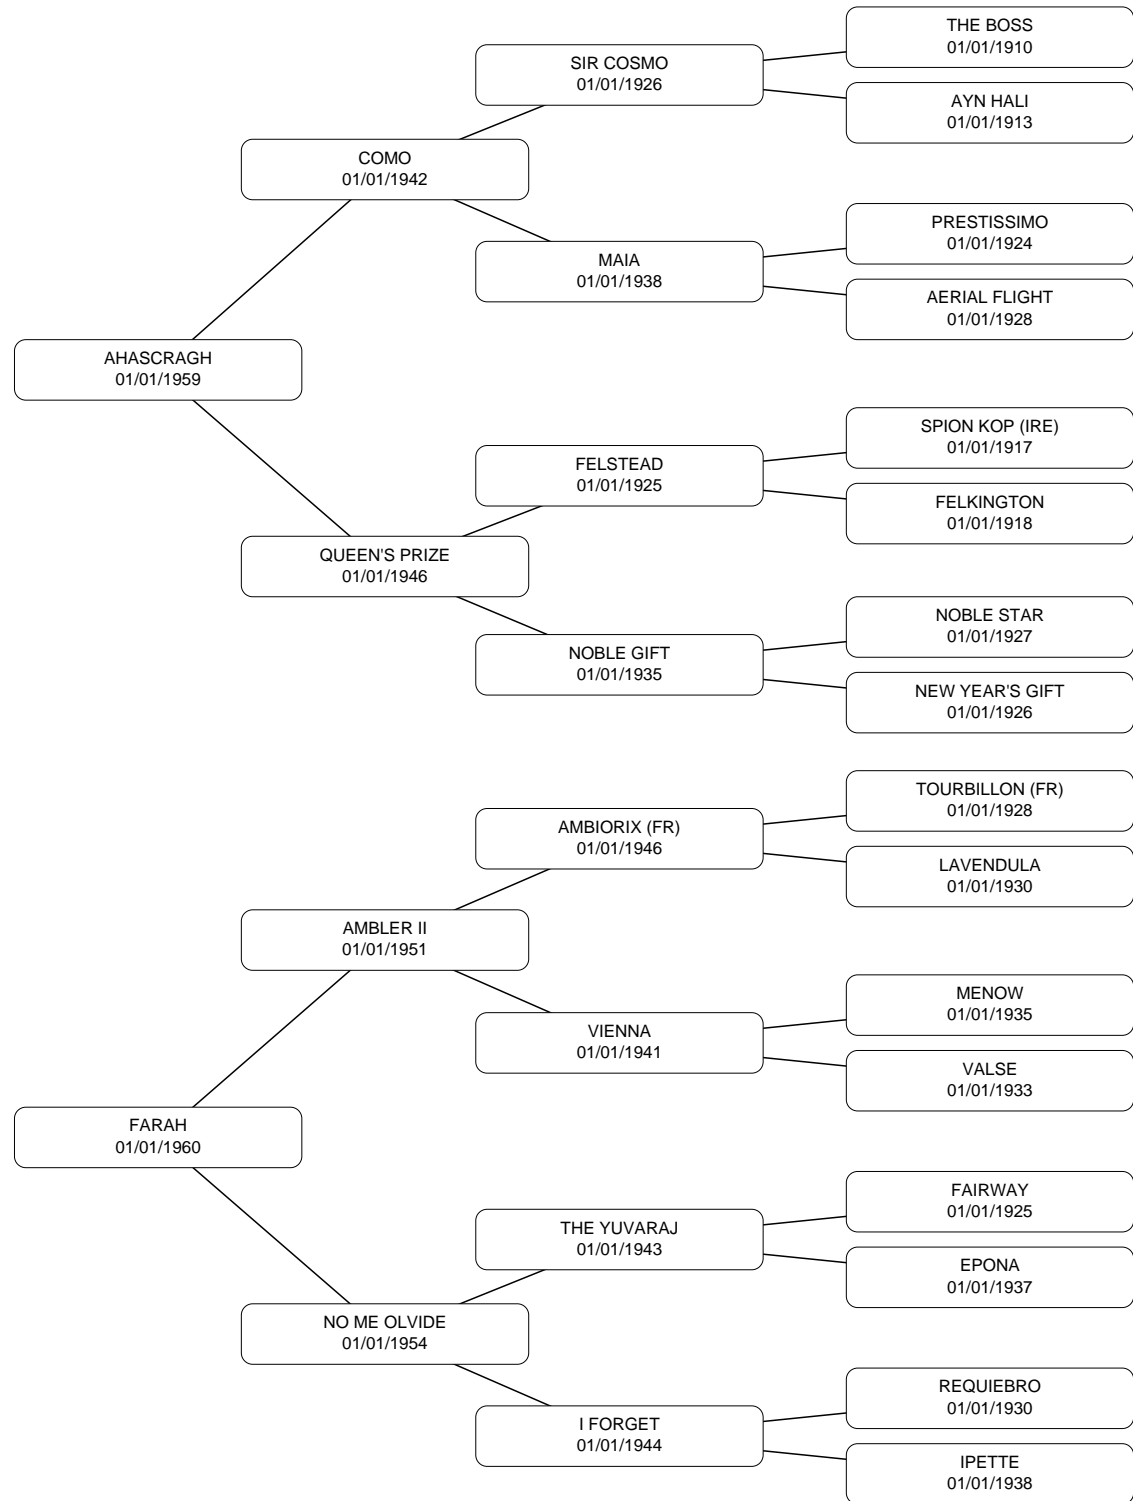 THE BOSS
01/01/1910
SIR COSMO
01/01/1926
AYN HALI
01/01/1913
COMO
01/01/1942
PRESTISSIMO
01/01/1924
MAIA
01/01/1938
AERIAL FLIGHT
01/01/1928
AHASCRAGH
01/01/1959
SPION KOP (IRE)
01/01/1917
FELSTEAD
01/01/1925
FELKINGTON
01/01/1918
QUEEN'S PRIZE
01/01/1946
NOBLE STAR
01/01/1927
NOBLE GIFT
01/01/1935
NEW YEAR'S GIFT
01/01/1926
TOURBILLON (FR)
01/01/1928
AMBIORIX (FR)
01/01/1946
LAVENDULA
01/01/1930
AMBLER II
01/01/1951
MENOW
01/01/1935
VIENNA
01/01/1941
VALSE
01/01/1933
FARAH
01/01/1960
FAIRWAY
01/01/1925
THE YUVARAJ
01/01/1943
EPONA
01/01/1937
NO ME OLVIDE
01/01/1954
REQUIEBRO
01/01/1930
I FORGET
01/01/1944
IPETTE
01/01/1938